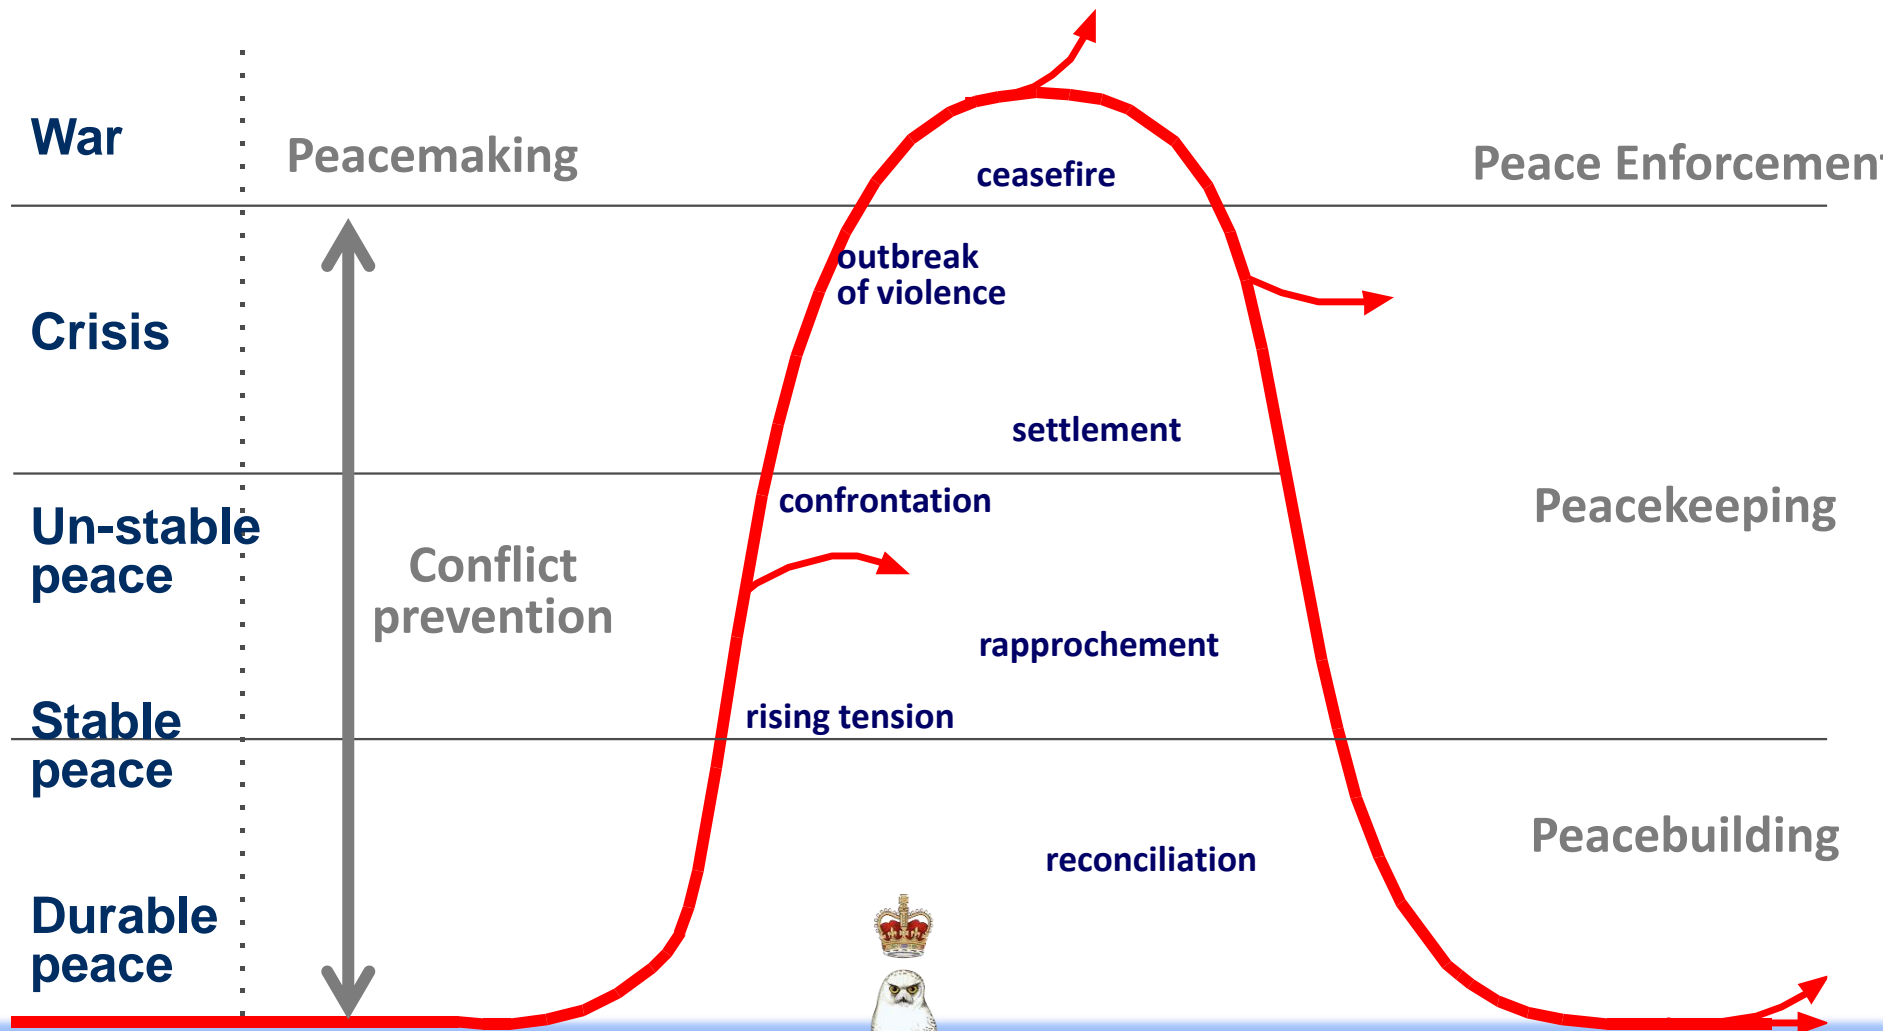 War
Peacemaking
ceasefire
Peace Enforcement
outbreak
of violence
Crisis
settlement
confrontation
Un-stable
peace
Peacekeeping
Conflict
prevention
rapprochement
Stable
peace
rising tension
Peacebuilding
reconciliation
Durable
peace